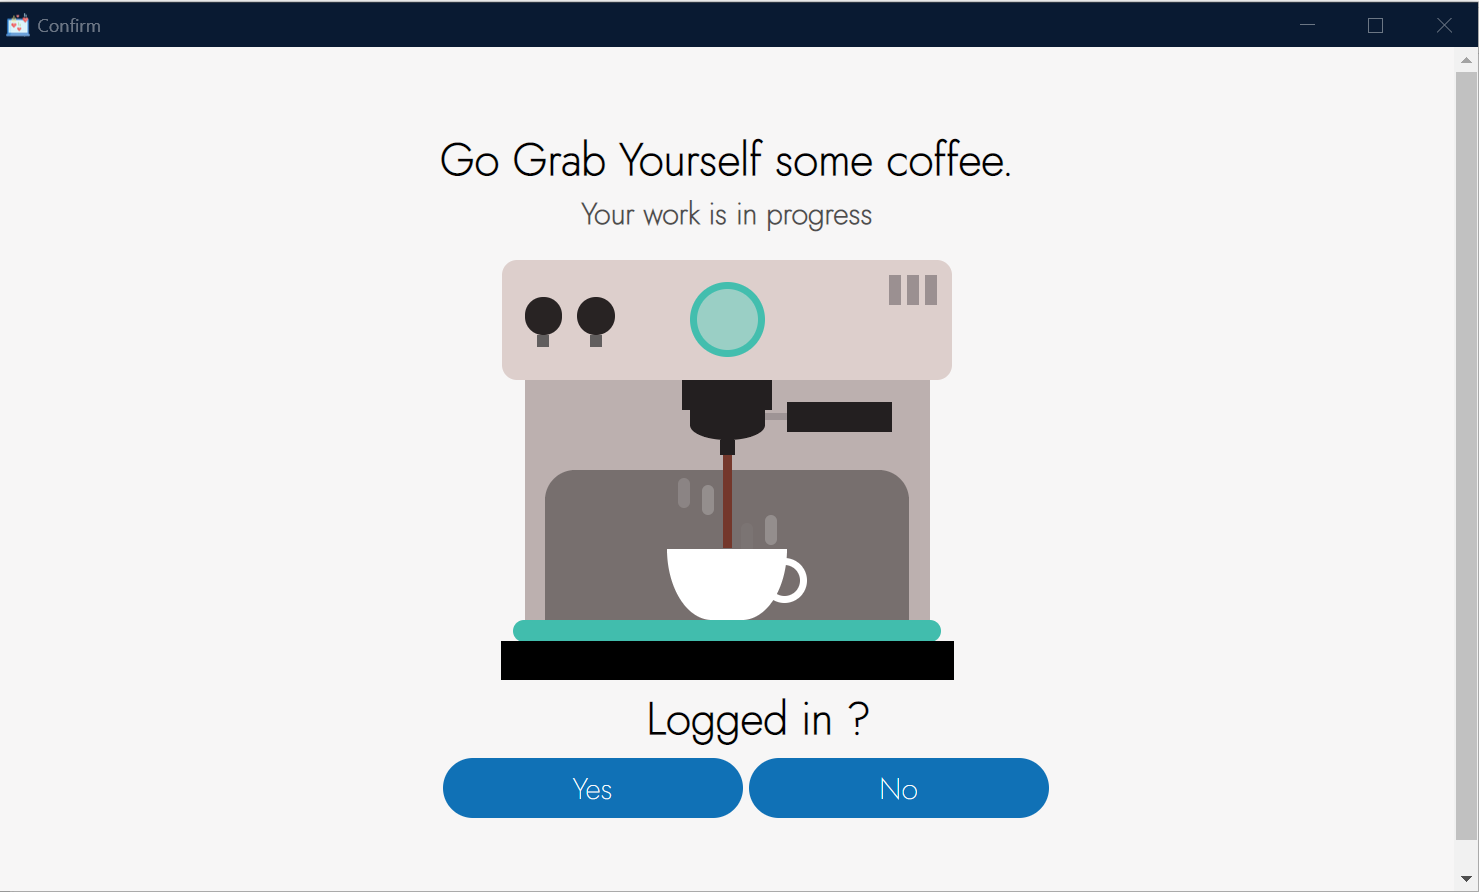 Confirm
Go Grab Yourself some coffee.
Your work is in progress
Logged in ?
Yes
No